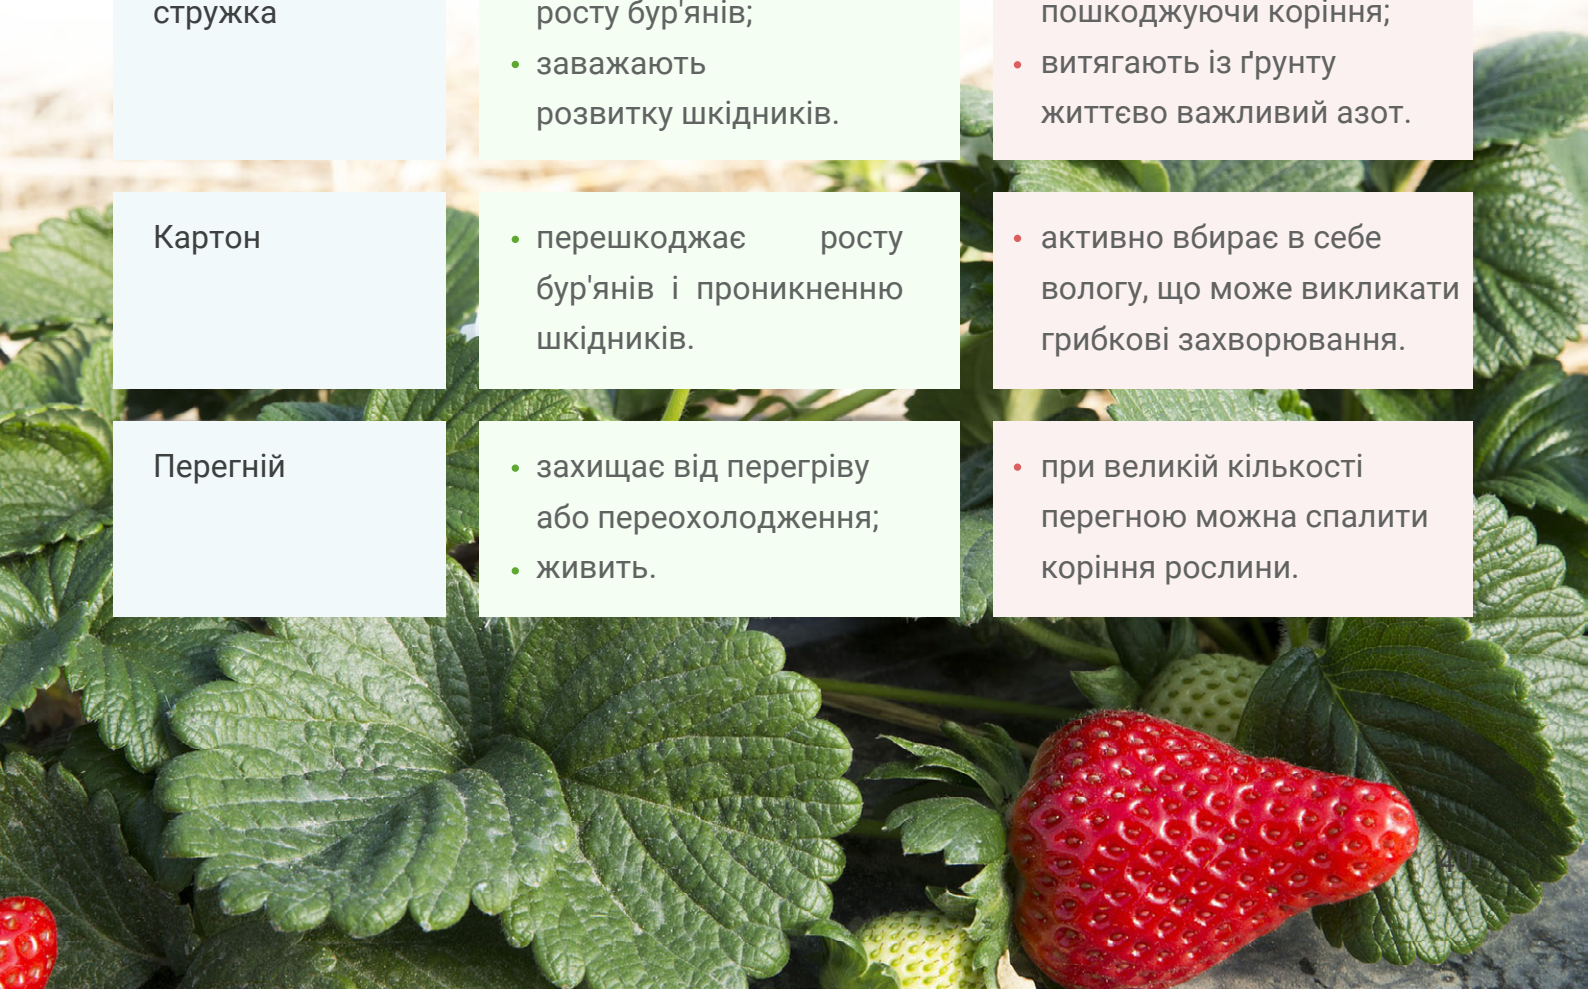 стружка
росту бур'янів;
заважають
розвитку шкідників.
пошкоджуючи коріння;
витягають із ґрунту
життєво важливий азот.
Картон
перешкоджає росту
бур'янів і проникненню
шкідників.
активно вбирає в себе
вологу, що може викликати
грибкові захворювання.
Перегній
захищає від перегріву
або переохолодження;
живить.
при великій кількості
перегною можна спалити
коріння рослини.
40